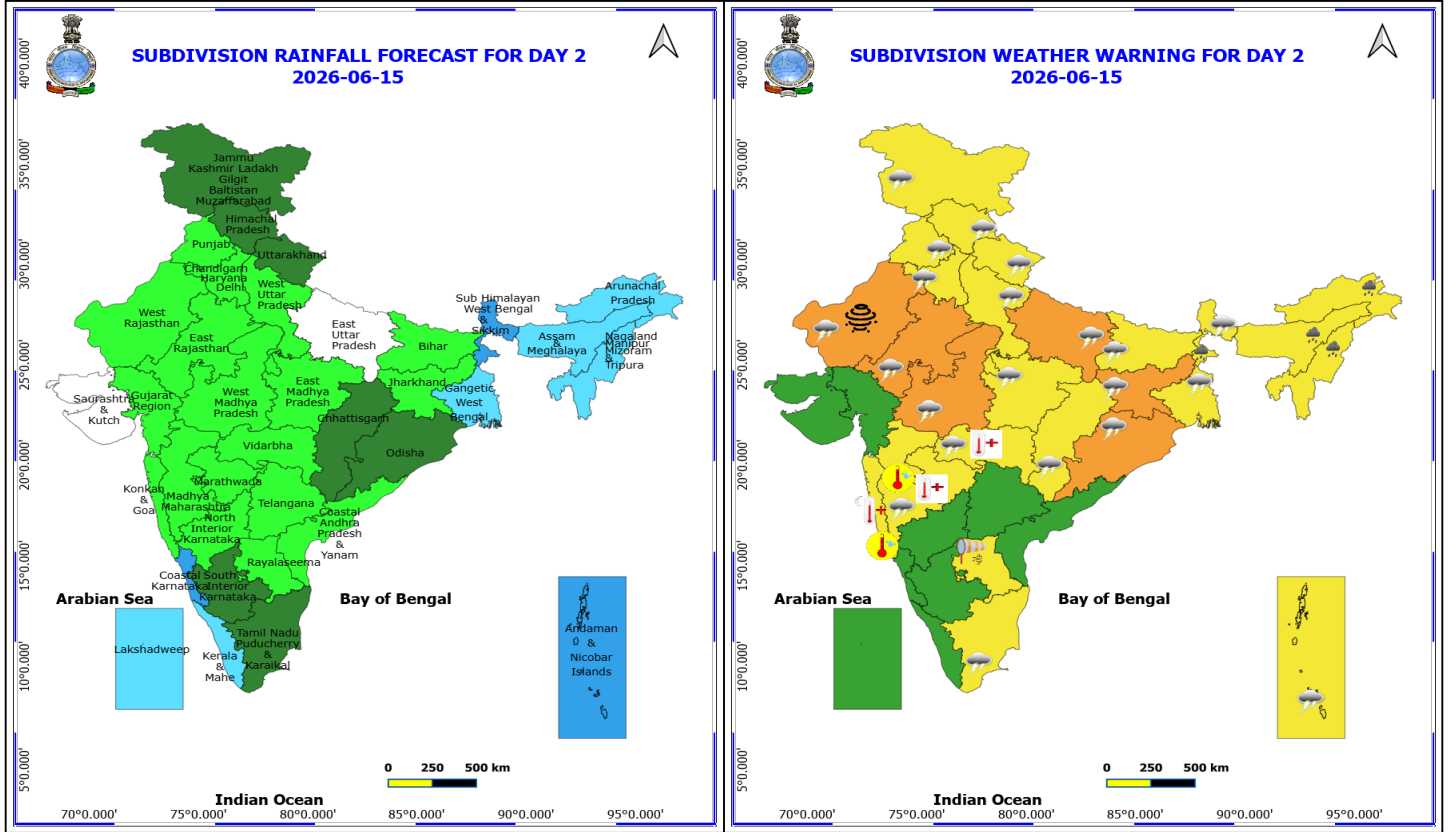 SUBDIVISION RAINFALL FORECAST FOR DAY 2
2026-06-15
40°0.000'
35°0.000'
30°0.000'
25°0.000'
20°0.000'
15°0.000'
10°0.000'
5°0.000'
Jammu
Kashmir Ladakh
Gilgit
Baltistan
Muzaffarabad
Himachal
Pradesh
Punjab
Uttarakhand
Chandigarh
Haryana
Delhi
West
Uttar
Pradesh
West
Rajasthan
East
Rajasthan
East
Uttar
Pradesh
Sub Himalayan
West Bengal
&
Sikkim
Arunachal
Pradesh
Assam
&
Meghalaya
Nagaland
Manipur
Mizoram
&
Tripura
Bihar
Jharkhand
Gangetic
West
Bengal
Saurashtra
&
Kutch
Gujarat
Region
West
Madhya
Pradesh
East
Madhya
Pradesh
Chhattisgarh
Odisha
Vidarbha
Konkan
&
Goa
Madhya
Maharashtra
Marathwada
Telangana
North
Interior
Karnataka
Coastal
Andhra
Pradesh
&
Yanam
Rayalaseema
Coastal
Karnataka
South
Interior
Karnataka
Tamil Nadu
Puducherry
&
Karaikal
Kerala
&
Mahe
Lakshadweep
Andaman
&
Nicobar
Islands
Arabian Sea
Bay of Bengal
Indian Ocean
0 250 500 km
70°0.000' 75°0.000' 80°0.000' 85°0.000' 90°0.000' 95°0.000'
SUBDIVISION WEATHER WARNING FOR DAY 2
2026-06-15
40°0.000'
35°0.000'
30°0.000'
25°0.000'
20°0.000'
15°0.000'
10°0.000'
5°0.000'
Arabian Sea
Bay of Bengal
Indian Ocean
0 250 500 km
70°0.000' 75°0.000' 80°0.000' 85°0.000' 90°0.000' 95°0.000'